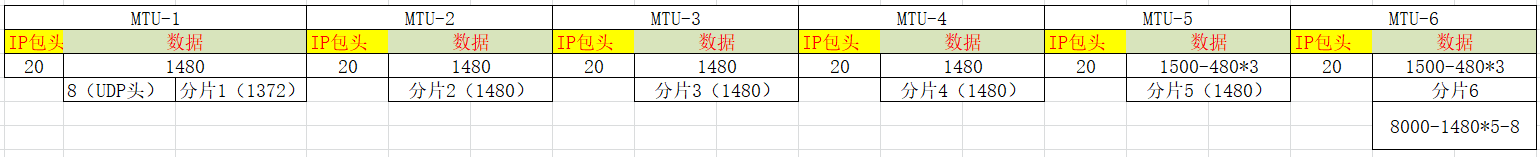 MTU-1 MTU-2 MTU-3 MTU-4 MTU-5 MTU-6
IP包头 数据 IP包头 数据 IP包头 数据 IP包头 数据 IP包头 数据 IP包头 数据
20 1480 20 1480 20 1480 20 1480 20 1500-480*3 20 1500-480*3
8（UDP头） 分片1（1372） 分片2（1480） 分片3（1480） 分片4（1480） 分片5（1480） 分片6
8000-1480*5-8